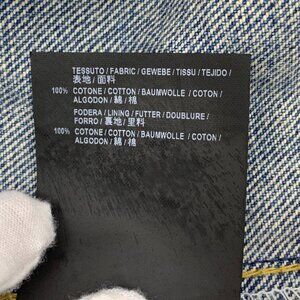 TESSUTO / FABRIC / GEWEBE / TISSU / TEJIDO /
表地 / 面料
100% COTONE / COTTON / BAUMWOLLE / COTON /
ALGODON / 綿 / 棉
FODERA / LINING / FUTTER / DOUBLURE /
FORRO / 裏地 / 里料
100% COTONE / COTTON / BAUMWOLLE / COTON /
ALGODON / 綿 / 棉